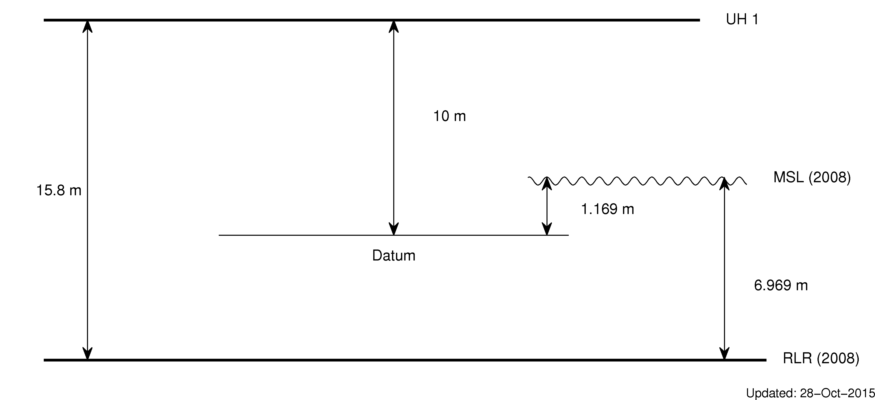 UH 1
10 m
15.8 m
MSL (2008)
1.169 m
Datum
6.969 m
RLR (2008)
Updated: 28−Oct−2015